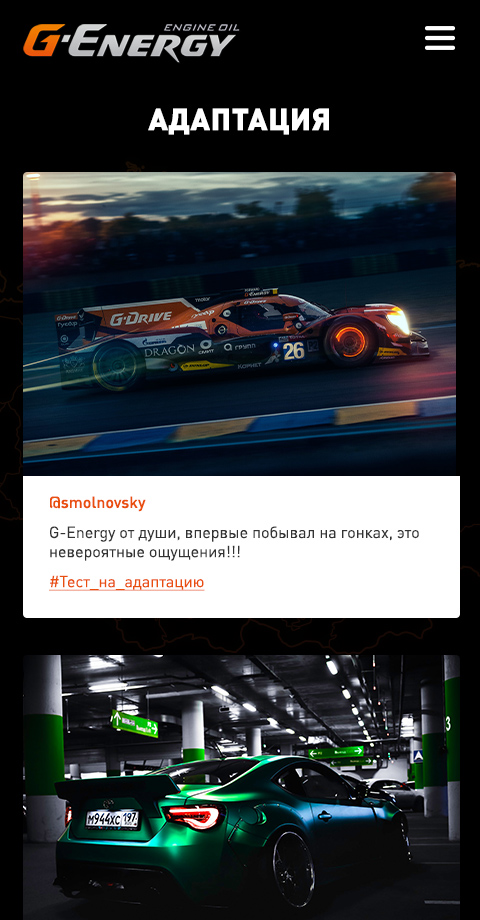 G-ENERGY
ENGINE OIL
АДАПТАЦИЯ
G-DRIVE
DRAGON
26
@smolnovsky
G-Energy от души, впервые побывал на гонках, это
невероятные ощущения!!!
#Тест_на_адаптацию
3
М944ХС 197